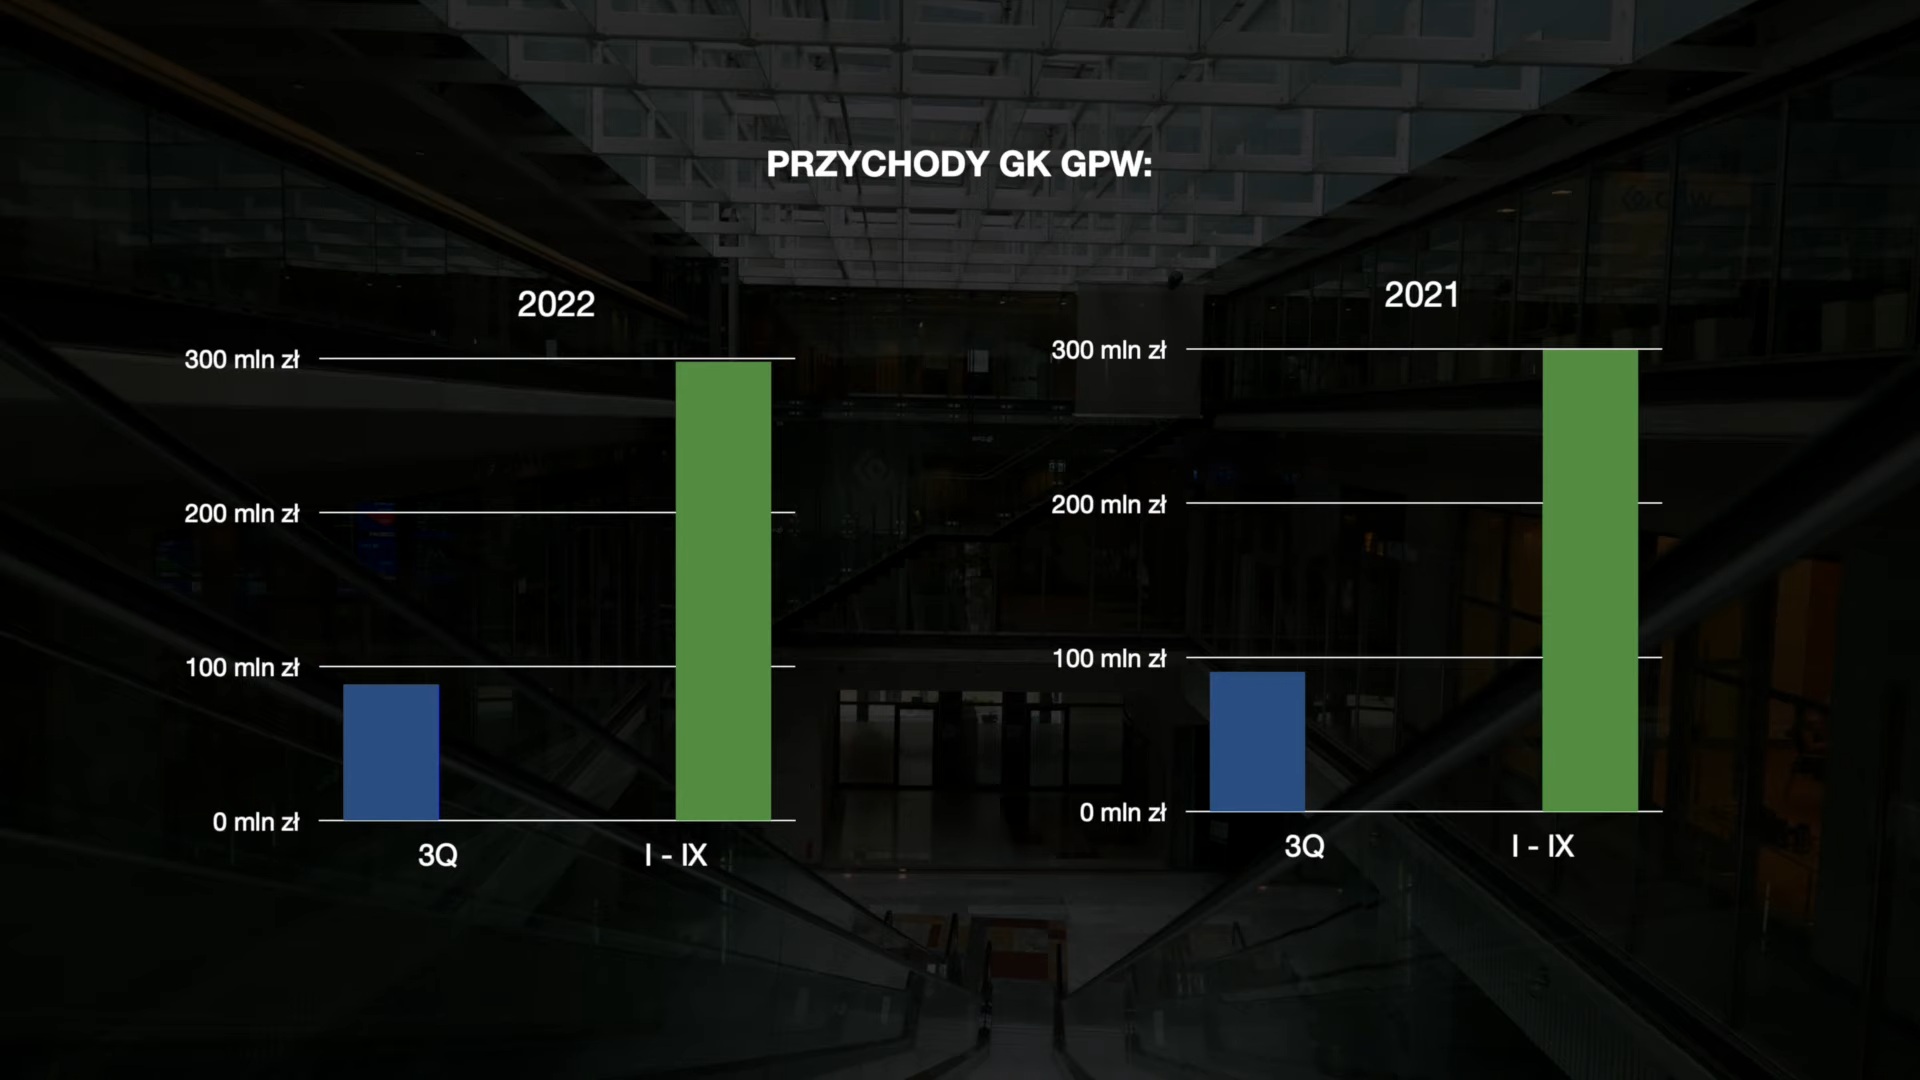 PRZYCHODY GK GPW:
2022
300 mln zł
200 mln zł
100 mln zł
0 mln zł
3Q
I - IX
2021
300 mln zł
200 mln zł
100 mln zł
0 mln zł
3Q
I - IX